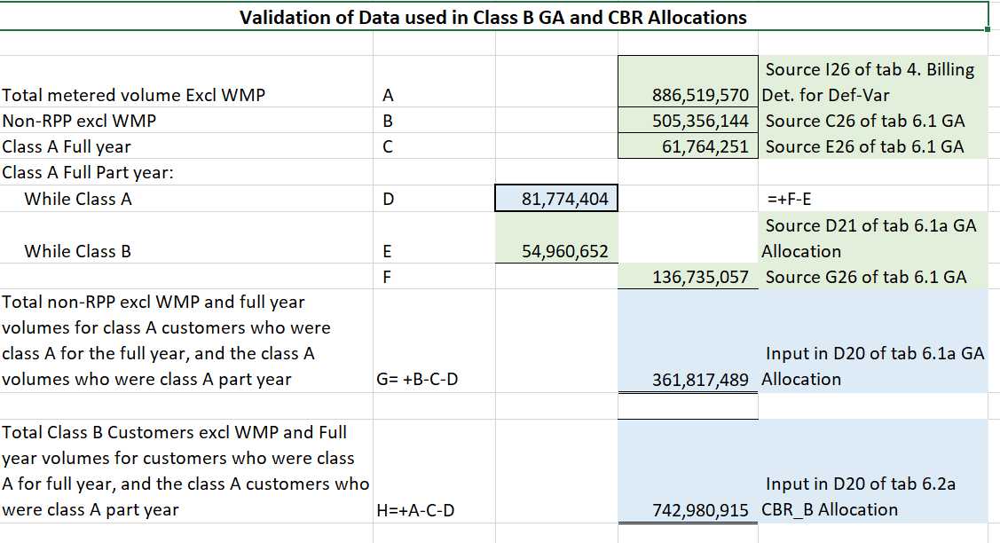 Validation of Data used in Class B GA and CBR Allocations
Source I26 of tab 4. Billing
Total metered volume Excl WMP A 886,519,570 Det. for Def-Var
Non-RPP excl WMP B 505,356,144 Source C26 of tab 6.1 GA
Class A Full year C 61,764,251 Source E26 of tab 6.1 GA
Class A Full Part year:
While Class A D 81,774,404 =+F-E
Source D21 of tab 6.1a GA
While Class B E 54,960,652 Allocation
F 136,735,057 Source G26 of tab 6.1 GA
Total non-RPP excl WMP and full year
volumes for class A customers who were
class A for the full year, and the class A Input in D20 of tab 6.1a GA
volumes who were class A part year G= +B-C-D 361,817,489 Allocation
Total Class B Customers excl WMP and Full
year volumes for customers who were class
A for full year, and the class A customers who Input in D20 of tab 6.2a
were class A part year H=+A-C-D 742,980,915 CBR_B Allocation